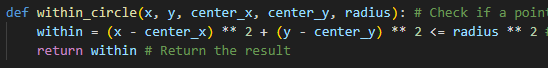 def within_circle(x, y, center_x, center_y, radius): # Check if a poin
    within = (x - center_x) ** 2 + (y - center_y) ** 2 <= radius ** 2 #
    return within # Return the result